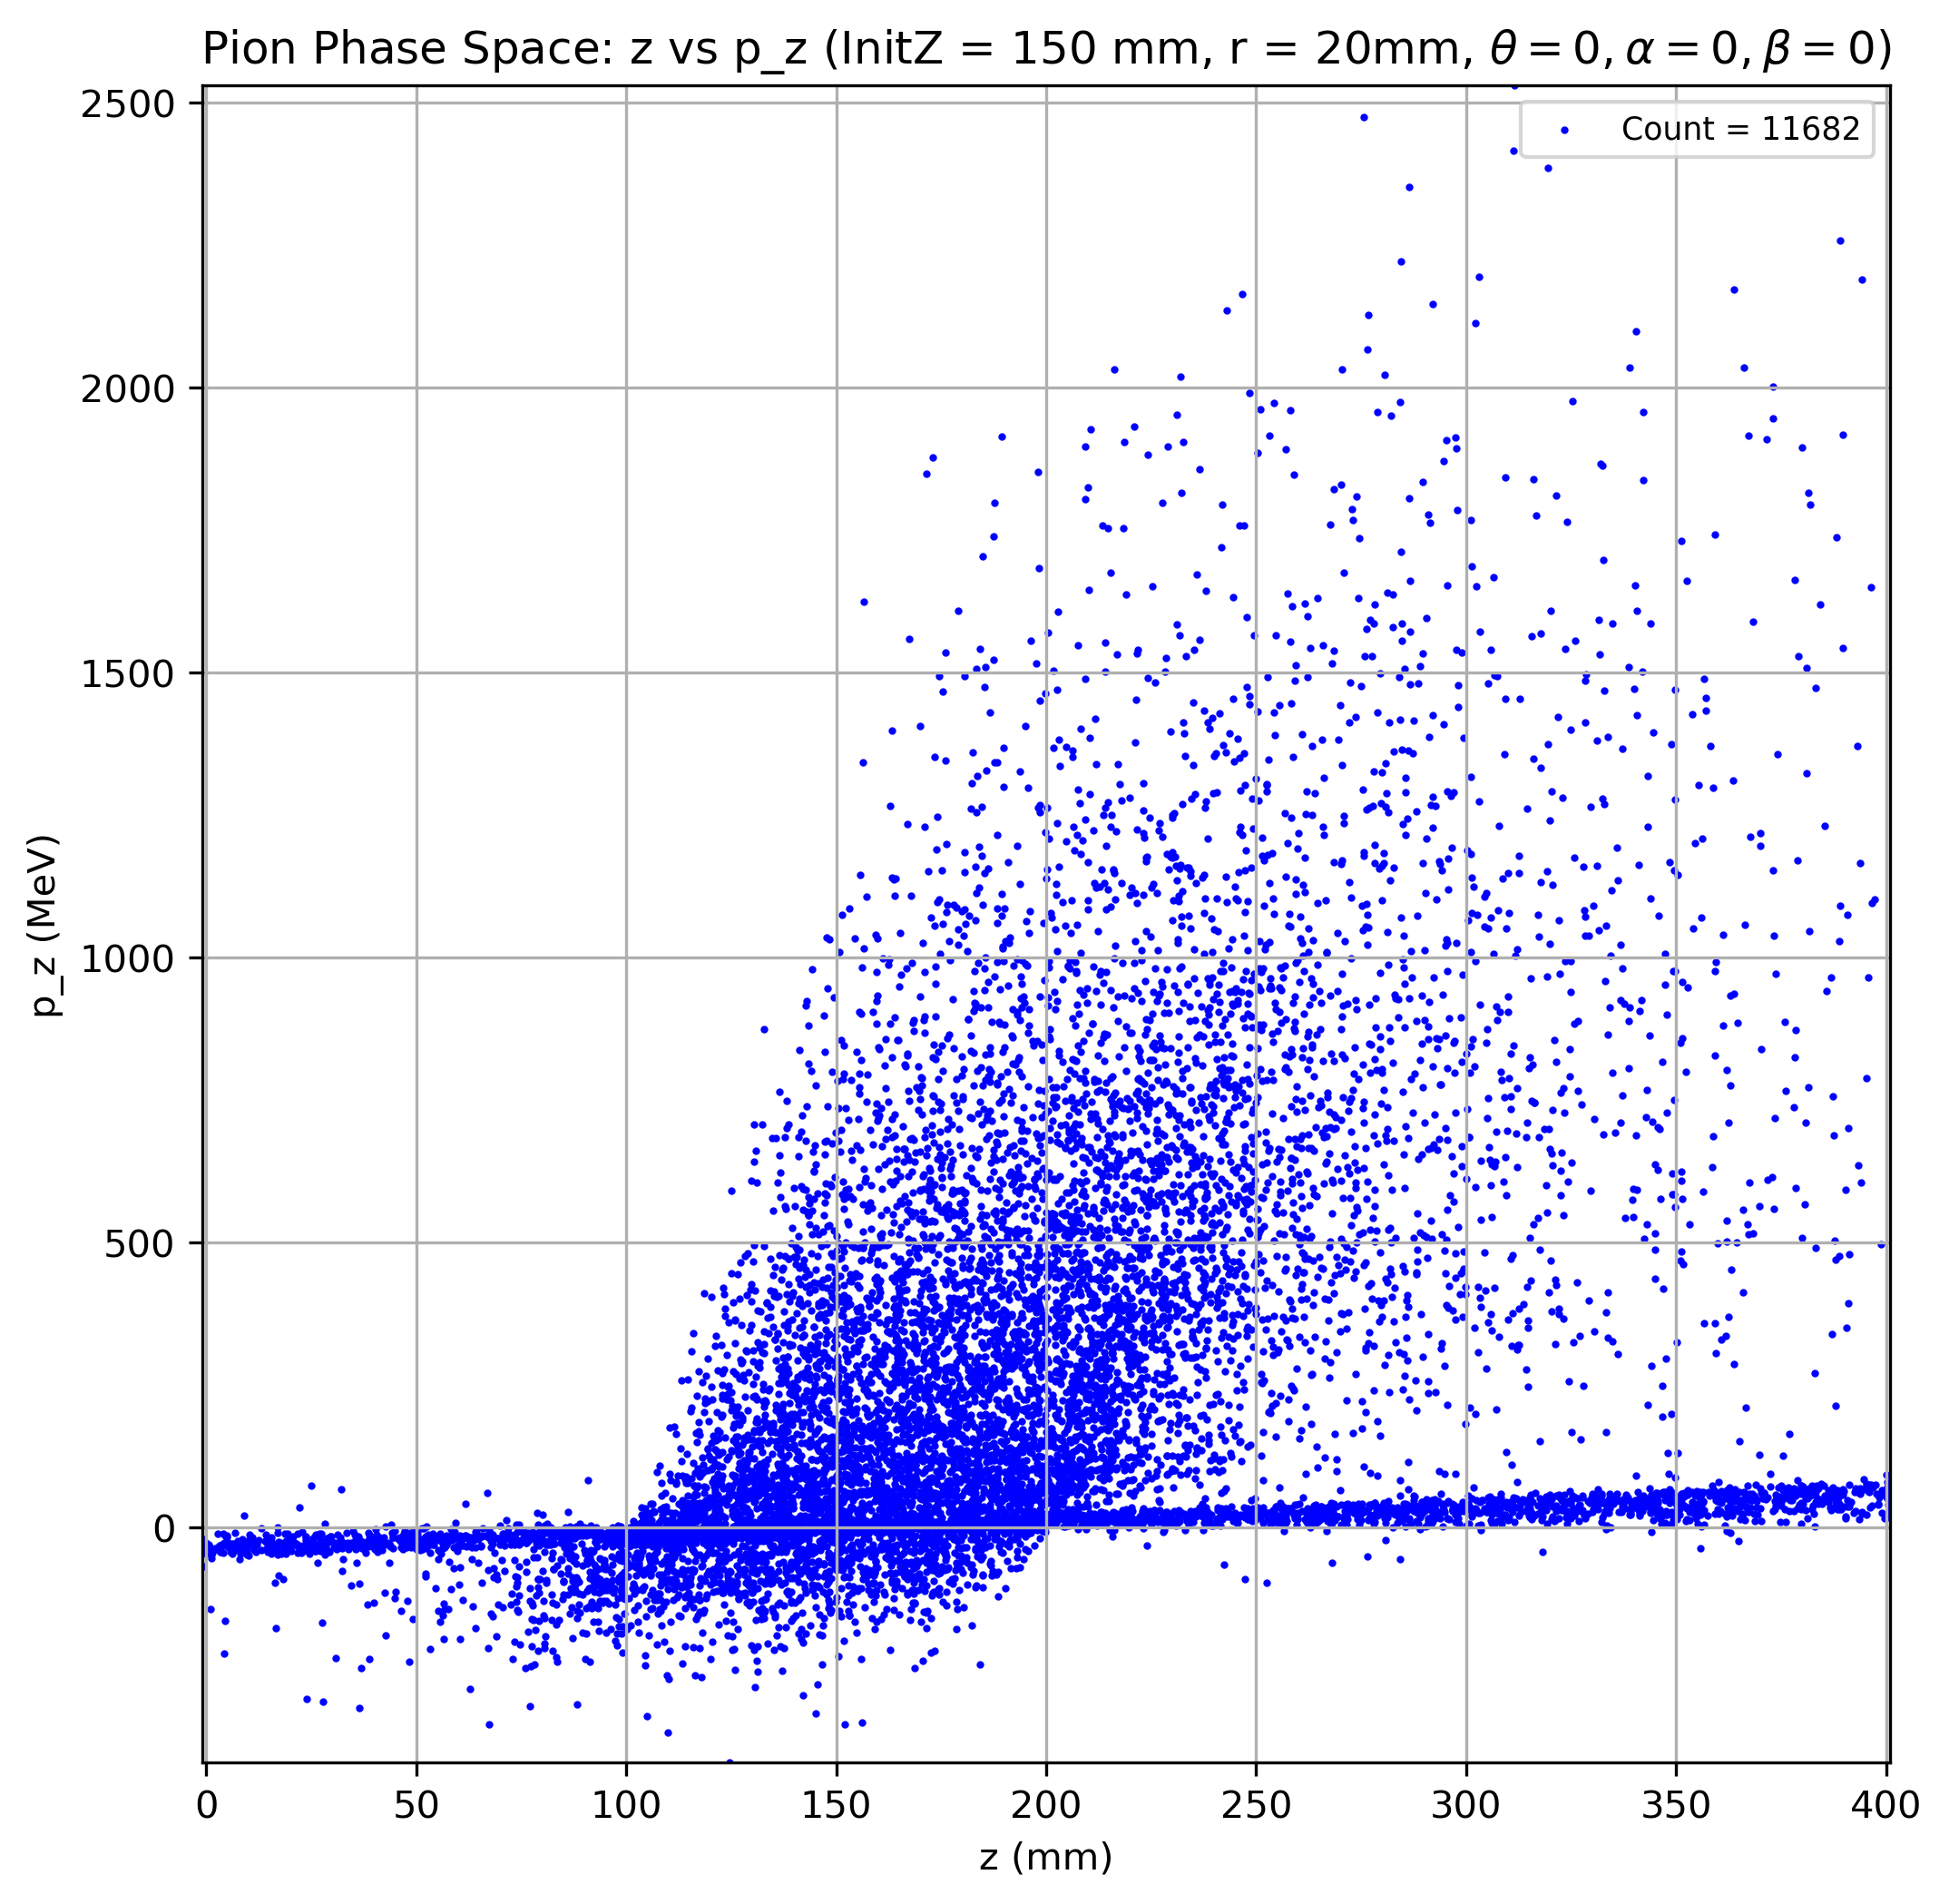 Pion Phase Space: z vs p_z (InitZ = 150 mm, r = 20mm, θ = 0, α = 0, β = 0)
Count = 11682
2500
2000
1500
1000
500
0
p_z (MeV)
0 50 100 150 200 250 300 350 400
z (mm)